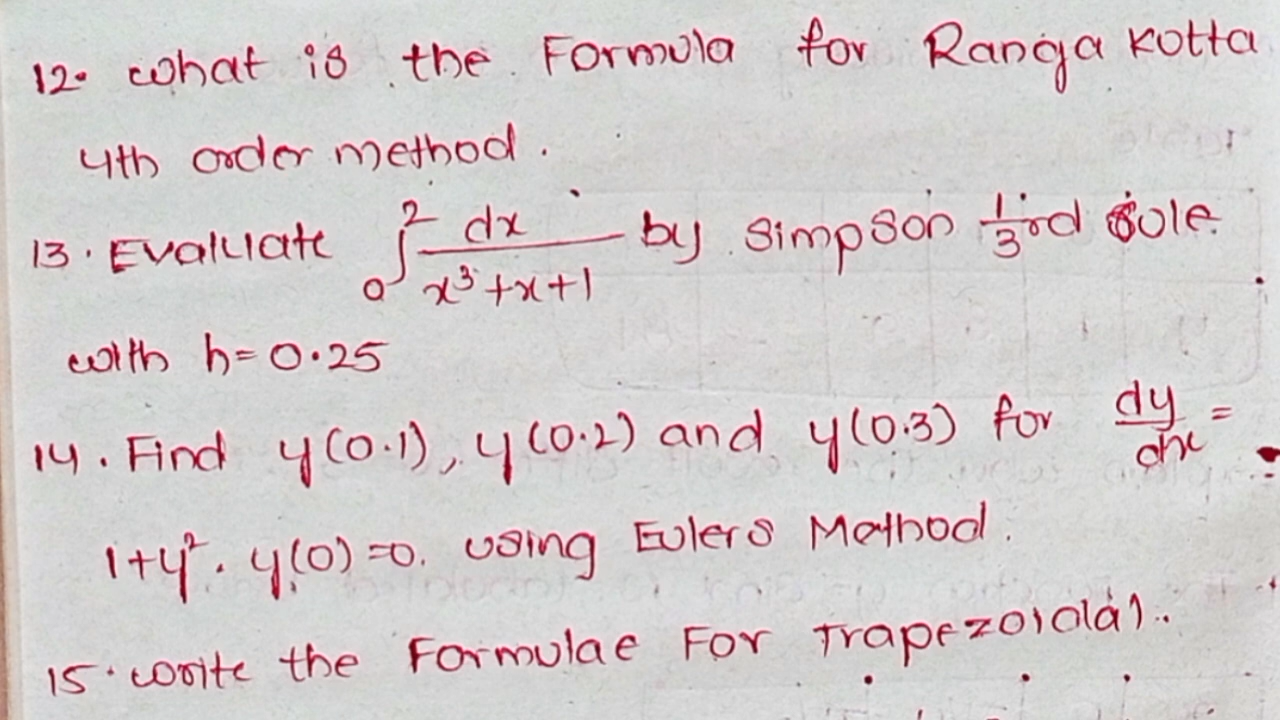 12. What is the Formula for Ranga Kotta
4th order method.
13. Evaluate ∫₀² dx/(x³+x+1) by Simpson 1/3rd rule.
with h=0.25
14. Find y(0.1), y(0.2) and y(0.3) for dy/dx =
1+y². y(0)=0. using Eulers Method.
15. write the Formulae For Trapezoidal..